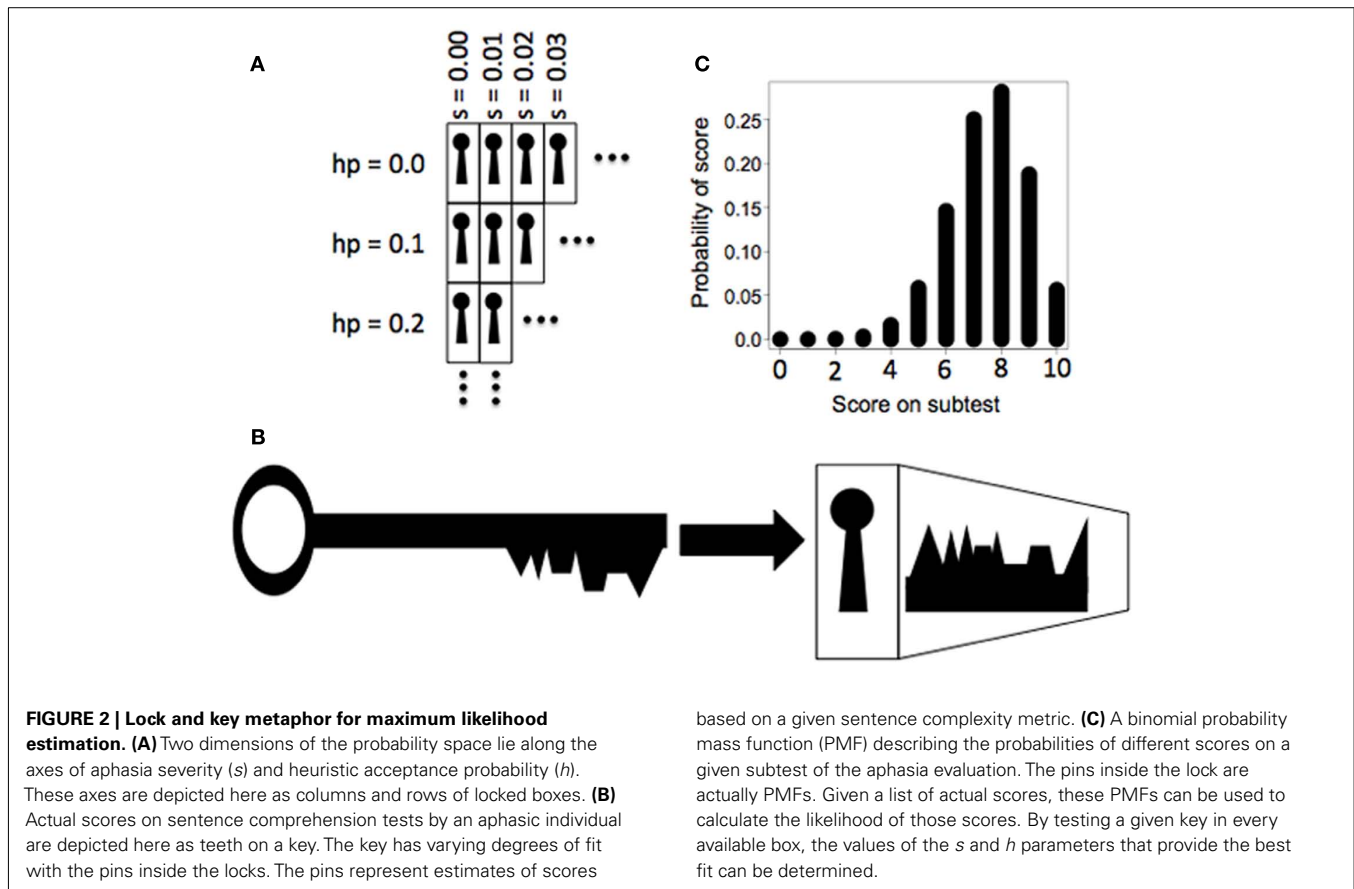 A
s = 0.00
s = 0.01
s = 0.02
s = 0.03
hp = 0.0
hp = 0.1
hp = 0.2
C
Probability of score
0.25
0.20
0.15
0.10
0.05
0.0
0 2 4 6 8 10
Score on subtest
B
FIGURE 2 | Lock and key metaphor for maximum likelihood
estimation. (A) Two dimensions of the probability space lie along the
axes of aphasia severity (s) and heuristic acceptance probability (h).
These axes are depicted here as columns and rows of locked boxes. (B)
Actual scores on sentence comprehension tests by an aphasic individual
are depicted here as teeth on a key. The key has varying degrees of fit
with the pins inside the locks. The pins represent estimates of scores
based on a given sentence complexity metric. (C) A binomial probability
mass function (PMF) describing the probabilities of different scores on a
given subtest of the aphasia evaluation. The pins inside the lock are
actually PMFs. Given a list of actual scores, these PMFs can be used to
calculate the likelihood of those scores. By testing a given key in every
available box, the values of the s and h parameters that provide the best
fit can be determined.